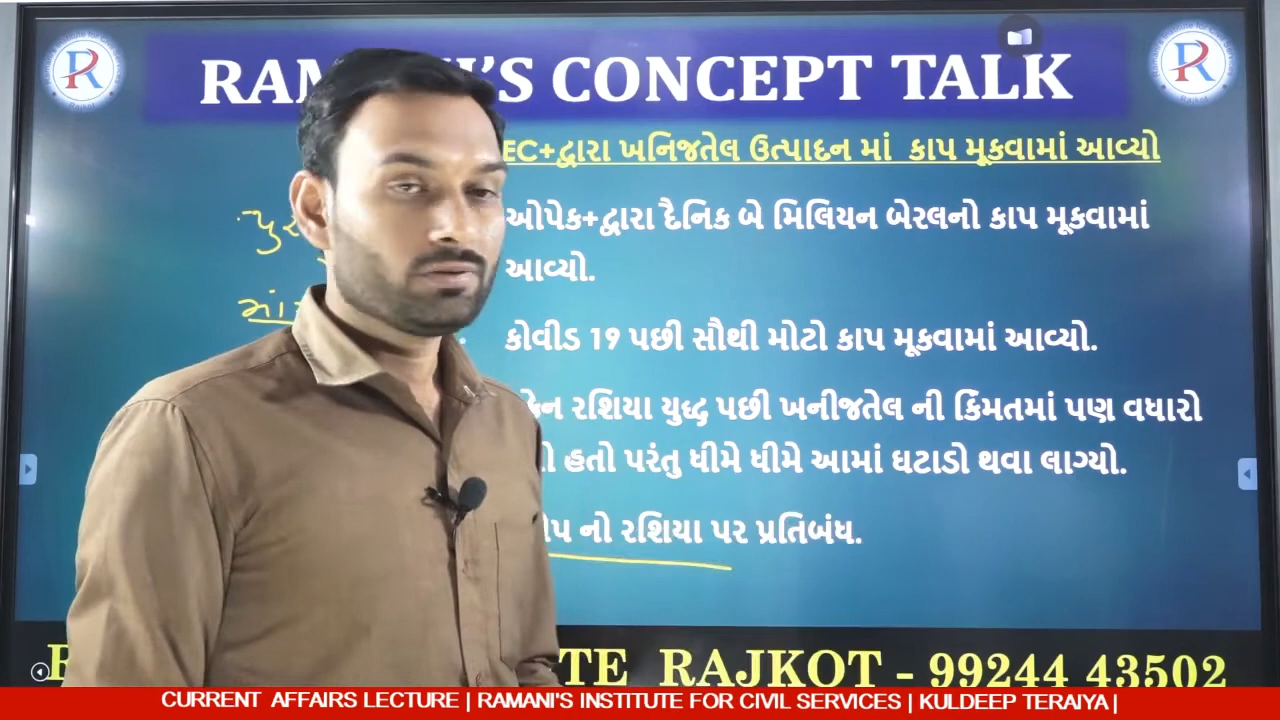 RAM NI'S CONCEPT TALK
EC+દ્વારા ખનિજતેલ ઉત્પાદન માં કાપ મૂકવામાં આવ્યો
ઓપેક+દ્વારા દૈનિક બે મિલિયન બેરલનો કાપ મૂકવામાં
આવ્યો.
કોવીડ 19 પછી સૌથી મોટો કાપ મૂકવામાં આવ્યો.
રશિયા યુદ્ધ પછી ખનીજતેલ ની કિંમતમાં પણ વધારો
હતો પરંતુ ધીમે ધીમે આમાં ઘટાડો થવા લાગ્યો.
નો રશિયા પર પ્રતિબંધ.
TE RAJKOT - 99244 43502
CURRENT AFFAIRS LECTURE | RAMANI'S INSTITUTE FOR CIVIL SERVICES | KULDEEP TERAIYA |